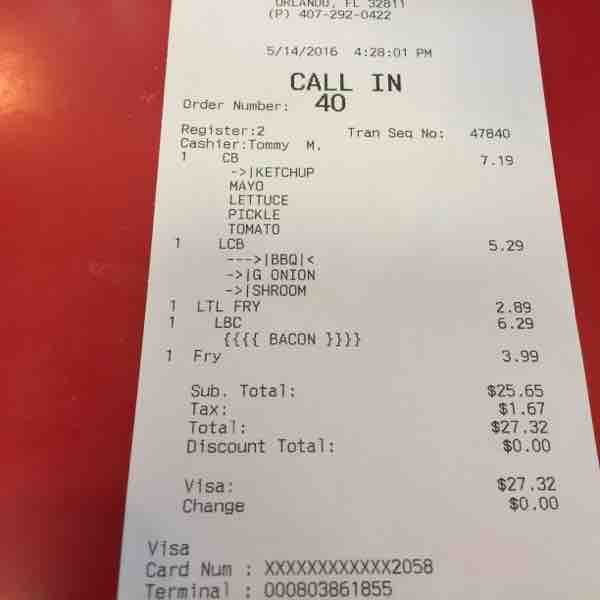 ORLANDO, FL 32811
(P) 407-292-0422
5/14/2016 4:28:01 PM
CALL IN
Order Number: 40
Register:2 Tran Seq No: 47840
Cashier:Tommy M.
1 CB 7.19
->|KETCHUP
MAYO
LETTUCE
PICKLE
TOMATO
1 LCB 5.29
--->|BBQ|<
->|G ONION
->|SHROOM
1 LTL FRY 2.89
1 LBC 6.29
{{{{ BACON }}}}
1 Fry 3.99
Sub. Total: $25.65
Tax: $1.67
Total: $27.32
Discount Total: $0.00
Visa: $27.32
Change $0.00
Visa
Card Num : XXXXXXXXXXXX2058
Terminal : 000803861855